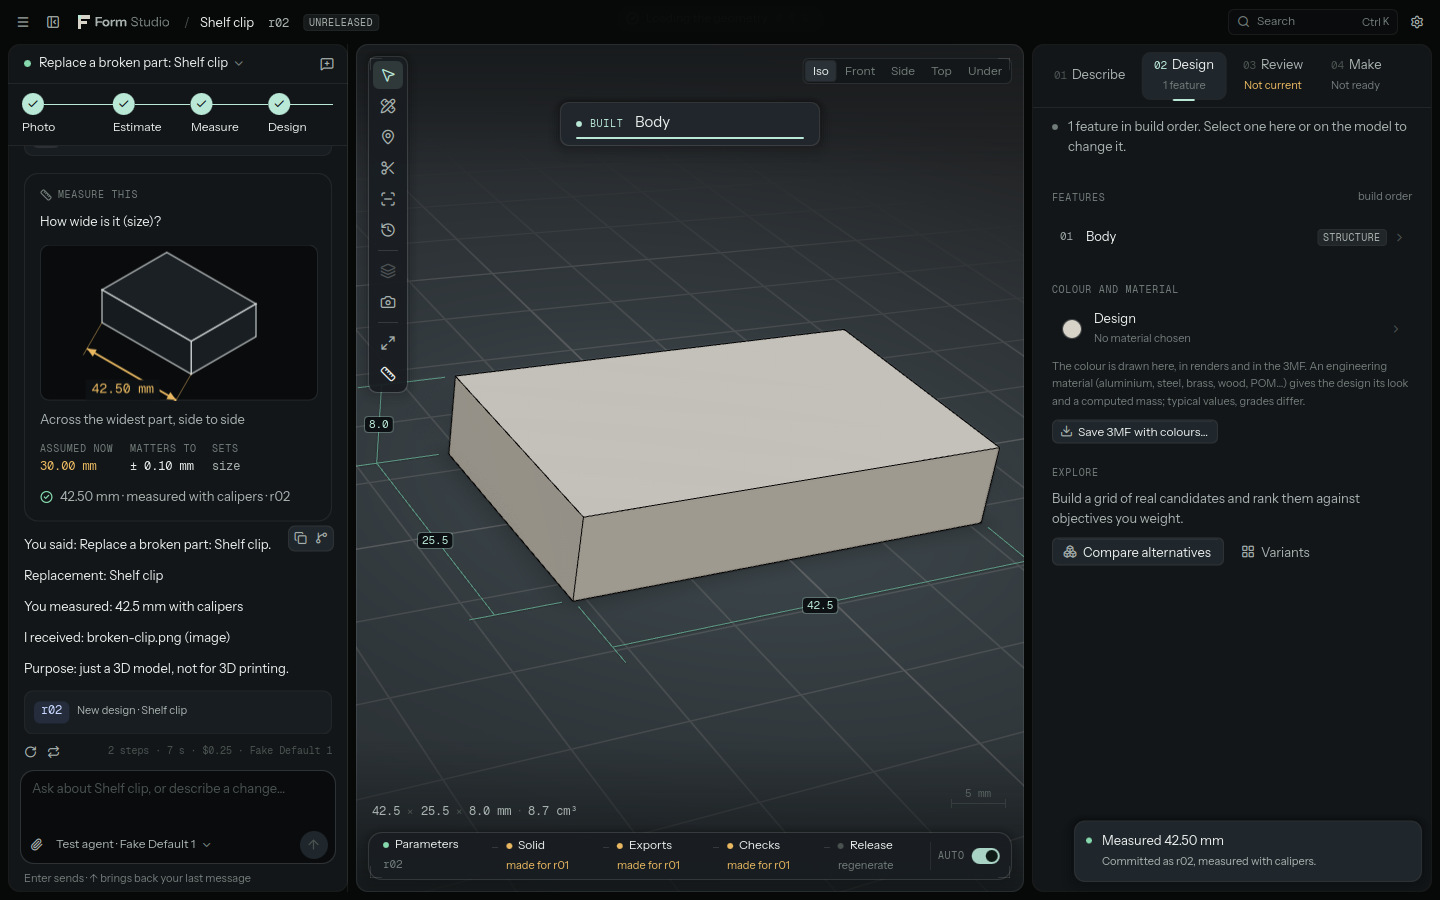 Form Studio / Shelf clip r02 UNRELEASED
Search Ctrl K
Replace a broken part: Shelf clip
Photo Estimate Measure Design
MEASURE THIS
How wide is it (size)?
42.50 mm
Across the widest part, side to side
ASSUMED NOW MATTERS TO SETS
30.00 mm ± 0.10 mm size
42.50 mm · measured with calipers · r02
You said: Replace a broken part: Shelf clip.
Replacement: Shelf clip
You measured: 42.5 mm with calipers
I received: broken-clip.png (image)
Purpose: just a 3D model, not for 3D printing.
r02 New design · Shelf clip
2 steps · 7 s · $0.25 · Fake Default 1
Ask about Shelf clip, or describe a change...
Test agent · Fake Default 1
Enter sends · ↑ brings back your last message
Iso Front Side Top Under
BUILT Body
8.0
25.5
42.5
5 mm
42.5 × 25.5 × 8.0 mm · 8.7 cm³
Parameters – Solid – Exports – Checks – Release
r02 made for r01 made for r01 made for r01 regenerate
AUTO
01 Describe
02 Design
1 feature
03 Review
Not current
04 Make
Not ready
1 feature in build order. Select one here or on the model to
change it.
FEATURES build order
01 Body STRUCTURE
COLOUR AND MATERIAL
Design
No material chosen
The colour is drawn here, in renders and in the 3MF. An engineering
material (aluminium, steel, brass, wood, POM…) gives the design its look
and a computed mass; typical values, grades differ.
Save 3MF with colours…
EXPLORE
Build a grid of real candidates and rank them against
objectives you weight.
Compare alternatives Variants
Measured 42.50 mm
Committed as r02, measured with calipers.